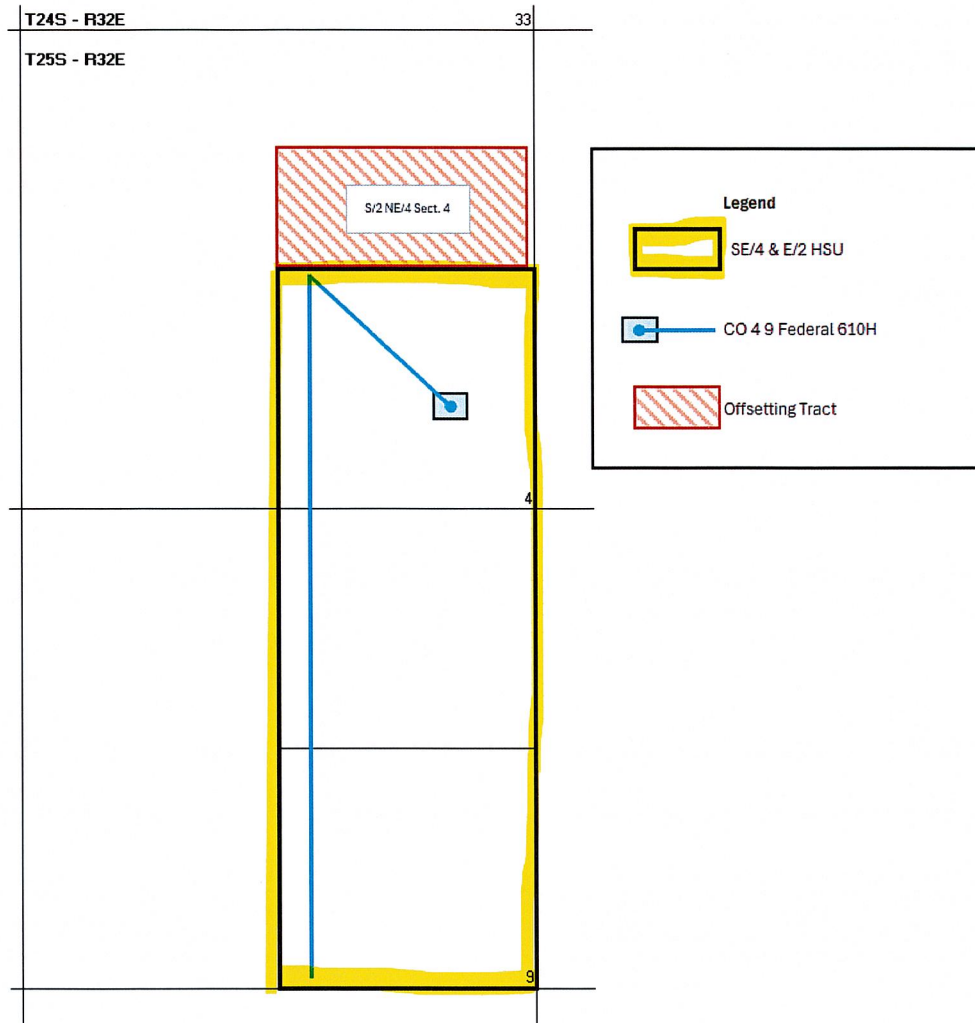 T24S - R32E
33
T25S - R32E
S/2 NE/4 Sect. 4
Legend
SE/4 & E/2 HSU
CO 4 9 Federal 610H
Offsetting Tract
4
9